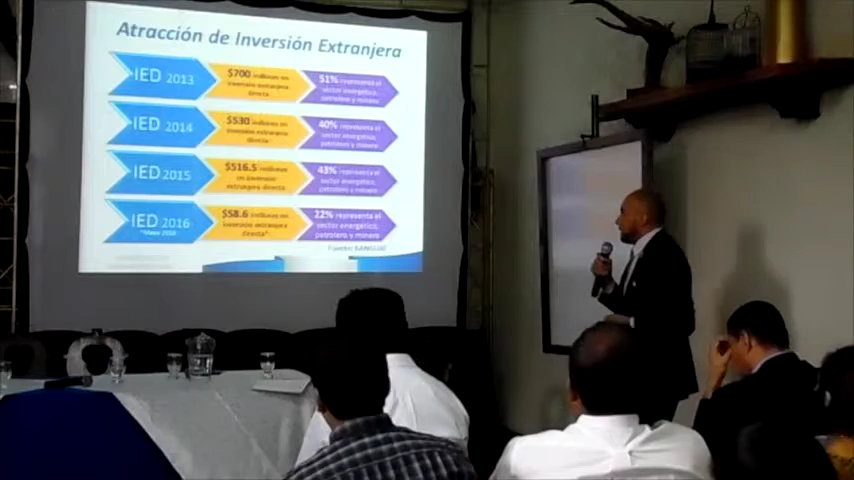 Atracción de Inversión Extranjera
IED 2013
$700 millones en
inversión extranjera
directa
51% representa el
sector energético,
petrolero y minero
IED 2014
$530 millones en
inversión extranjera
directa
40% representa el
sector energético,
petrolero y minero
IED 2015
$516.5 millones
en inversión
extranjera directa
43% representa el
sector energético,
petrolero y minero
IED 2016
$58.6 millones en
inversión extranjera
directa*
22% representa el
sector energético,
petrolero y minero
Fuente: BANGUAT